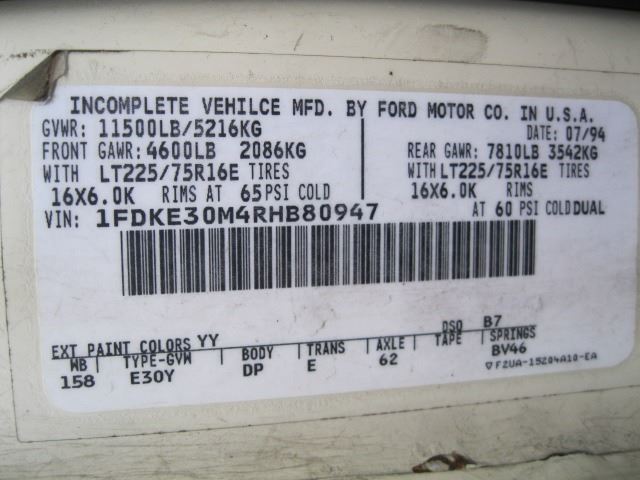 INCOMPLETE VEHILCE MFD. BY FORD MOTOR CO. IN U.S.A.
GVWR: 11500LB/5216KG DATE: 07/94
FRONT GAWR: 4600LB 2086KG REAR GAWR: 7810LB 3542KG
WITH LT225/75R16E TIRES WITH LT225/75R16E TIRES
16X6.0K RIMS AT 65 PSI COLD 16X6.0K RIMS
VIN: 1FDKE30M4RHB80947 AT 60 PSI COLD DUAL
EXT PAINT COLORS YY DSO B7
WB TYPE-GVW BODY TRANS AXLE TAPE SPRINGS
158 E30Y DP E 62 BV46
▽ F2UA-15204A10-EA